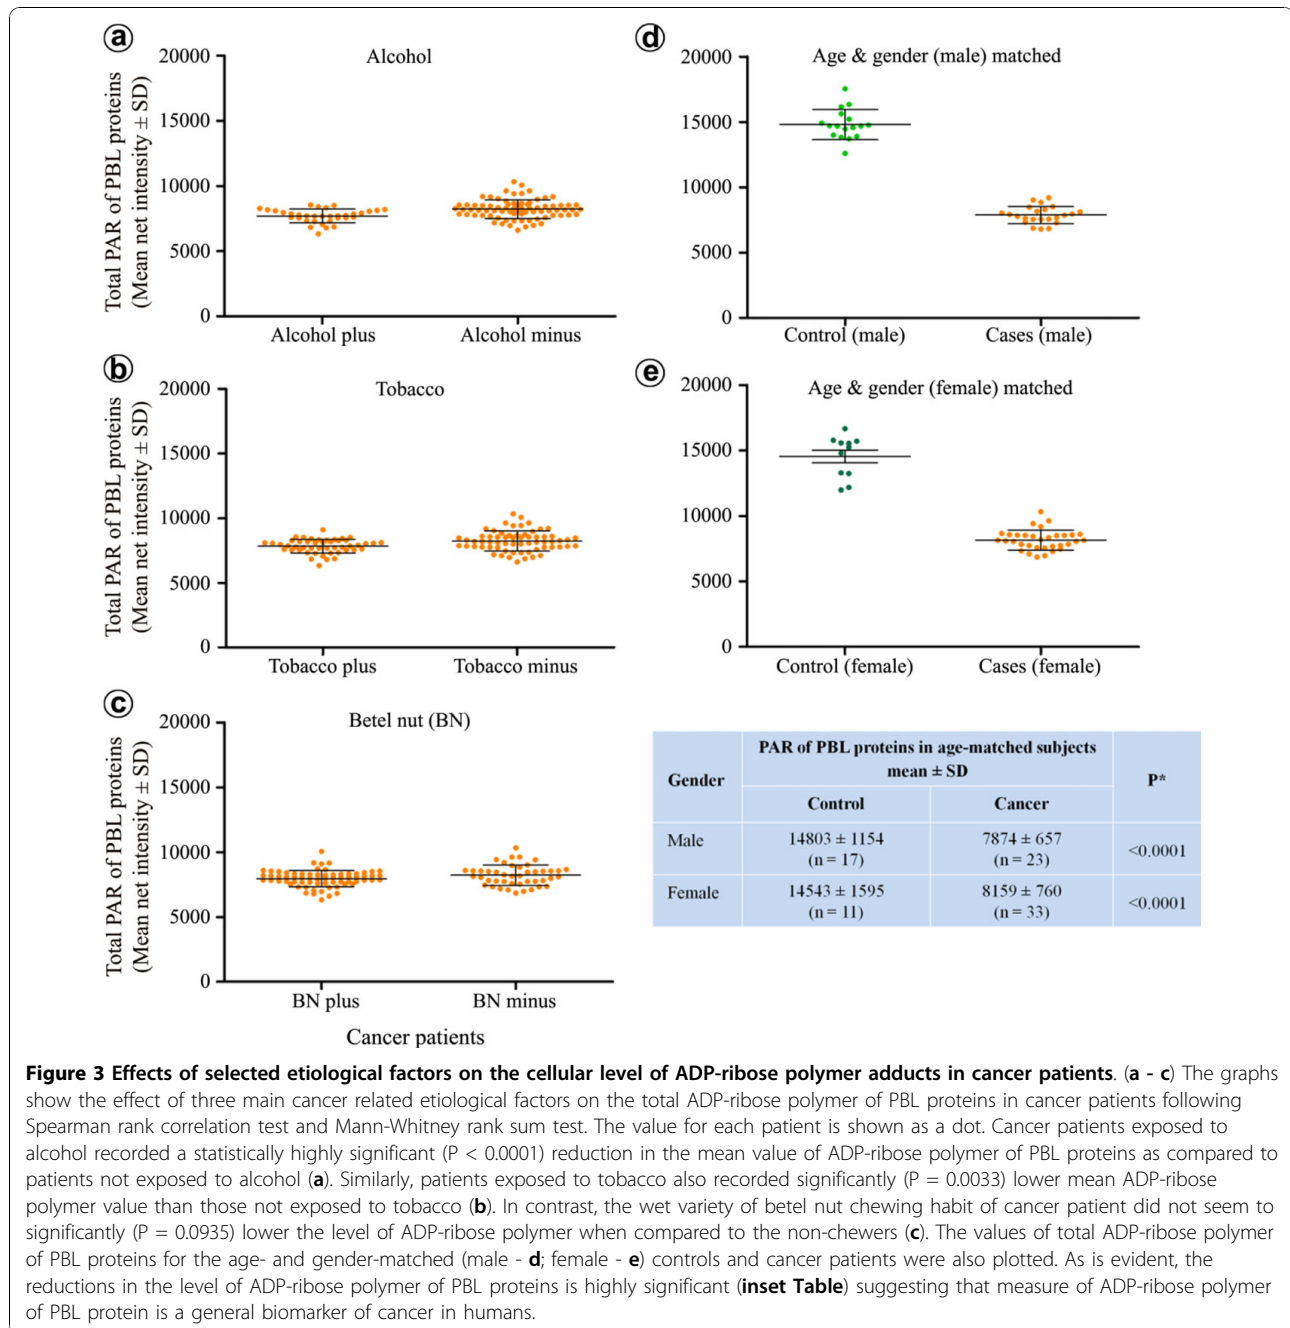 a
Alcohol
Total PAR of PBL proteins
(Mean net intensity ± SD)
20000
15000
10000
5000
0
Alcohol plus Alcohol minus
b
Tobacco
Total PAR of PBL proteins
(Mean net intensity ± SD)
20000
15000
10000
5000
0
Tobacco plus Tobacco minus
c
Betel nut (BN)
Total PAR of PBL proteins
(Mean net intensity ± SD)
20000
15000
10000
5000
0
BN plus BN minus
Cancer patients
d
Age & gender (male) matched
20000
15000
10000
5000
0
Control (male) Cases (male)
e
Age & gender (female) matched
20000
15000
10000
5000
0
Control (female) Cases (female)
Gender PAR of PBL proteins in age-matched subjects P*
mean ± SD
Control Cancer
Male 14803 ± 1154 7874 ± 657 <0.0001
(n = 17) (n = 23)
Female 14543 ± 1595 8159 ± 760 <0.0001
(n = 11) (n = 33)
Figure 3 Effects of selected etiological factors on the cellular level of ADP-ribose polymer adducts in cancer patients. (a - c) The graphs
show the effect of three main cancer related etiological factors on the total ADP-ribose polymer of PBL proteins in cancer patients following
Spearman rank correlation test and Mann-Whitney rank sum test. The value for each patient is shown as a dot. Cancer patients exposed to
alcohol recorded a statistically highly significant (P < 0.0001) reduction in the mean value of ADP-ribose polymer of PBL proteins as compared to
patients not exposed to alcohol (a). Similarly, patients exposed to tobacco also recorded significantly (P = 0.0033) lower mean ADP-ribose
polymer value than those not exposed to tobacco (b). In contrast, the wet variety of betel nut chewing habit of cancer patient did not seem to
significantly (P = 0.0935) lower the level of ADP-ribose polymer when compared to the non-chewers (c). The values of total ADP-ribose polymer
of PBL proteins for the age- and gender-matched (male - d; female - e) controls and cancer patients were also plotted. As is evident, the
reductions in the level of ADP-ribose polymer of PBL proteins is highly significant (inset Table) suggesting that measure of ADP-ribose polymer
of PBL protein is a general biomarker of cancer in humans.